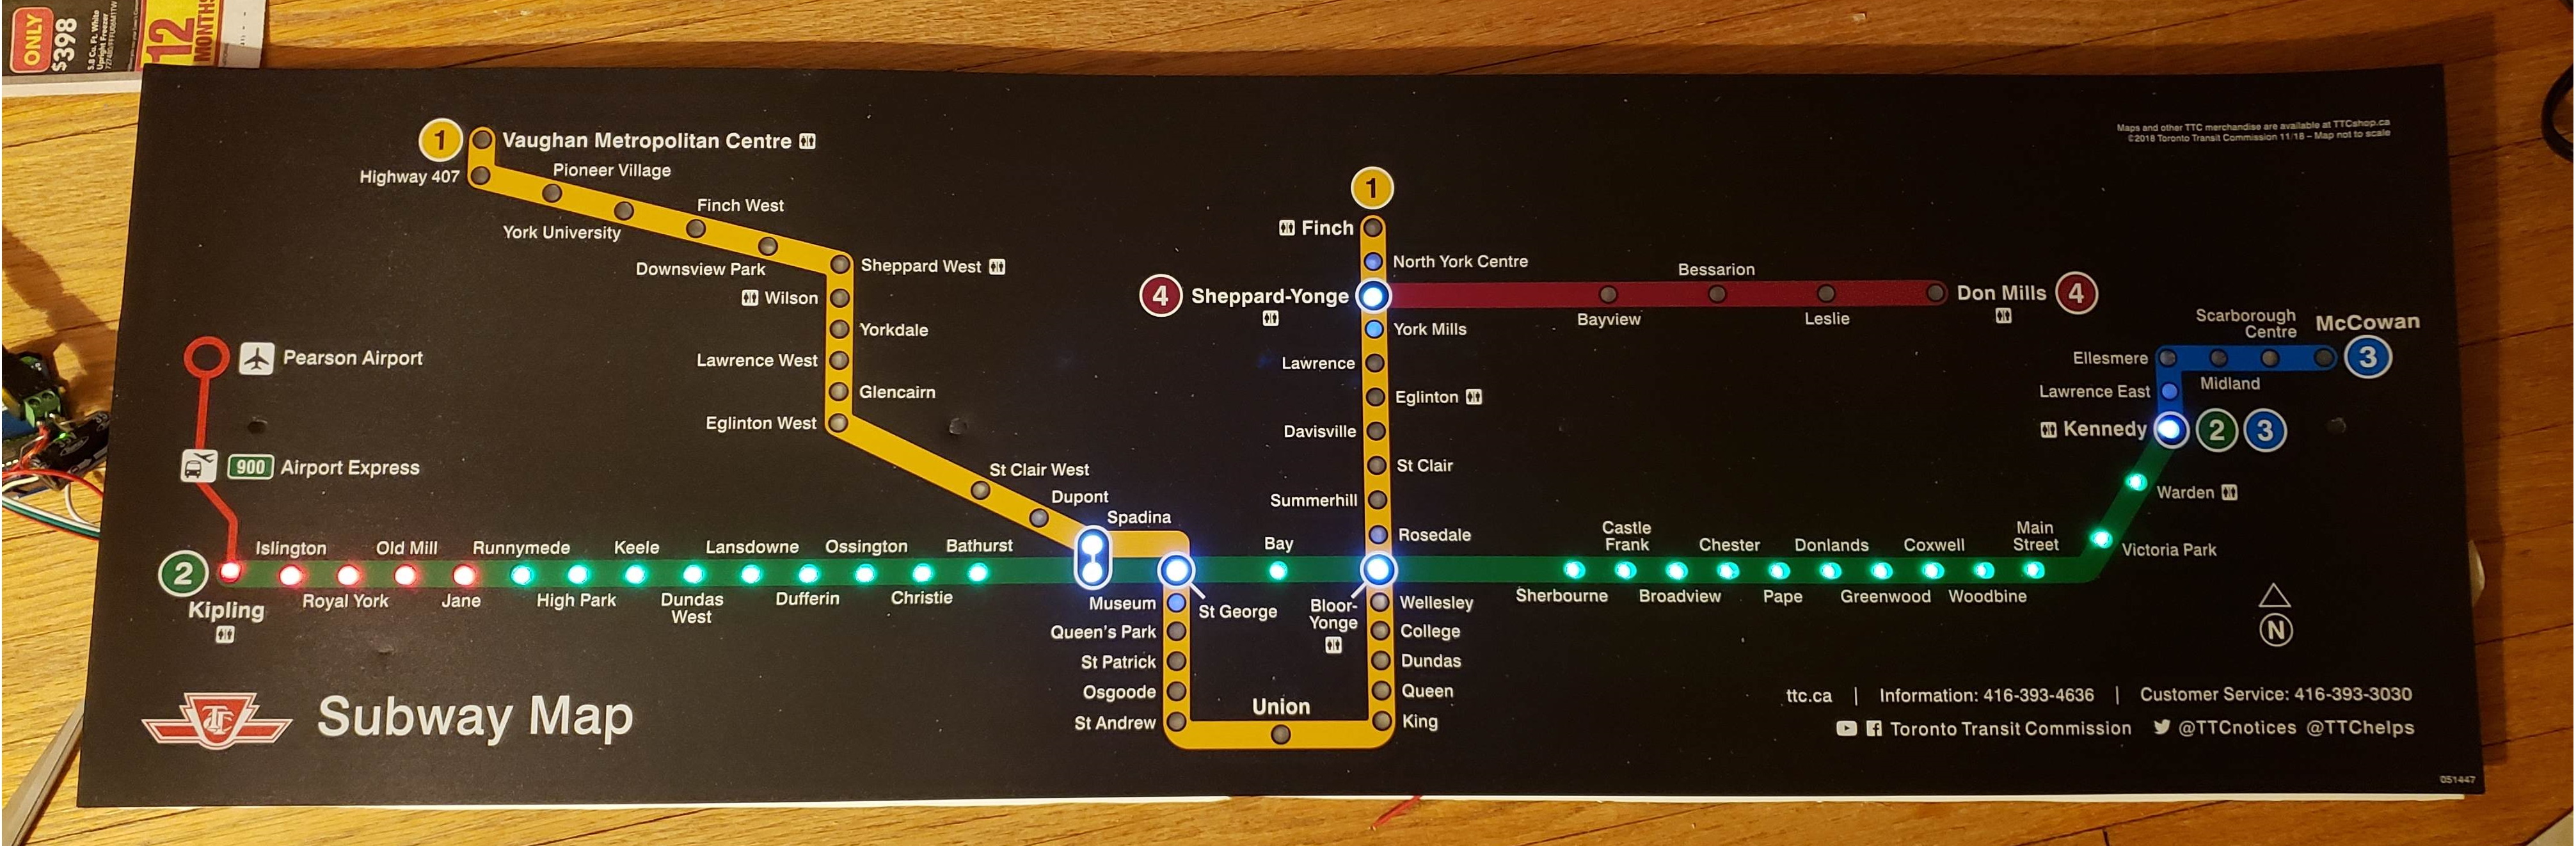 ONLY
$398
5.8 Cu. Ft. White
Upright Freezer
12
MONTHS
Maps and other TTC merchandise are available at TTCshop.ca
©2018 Toronto Transit Commission 11/18 – Map not to scale
1
Vaughan Metropolitan Centre
Highway 407
Pioneer Village
York University
Finch West
Downsview Park
Sheppard West
Wilson
Yorkdale
Lawrence West
Glencairn
Eglinton West
St Clair West
Dupont
Spadina
1
Finch
North York Centre
4
Sheppard-Yonge
York Mills
Lawrence
Eglinton
Davisville
St Clair
Summerhill
Rosedale
Bessarion
Bayview
Leslie
Don Mills
4
Scarborough
Centre
McCowan
Ellesmere
3
Midland
Lawrence East
Kennedy
2
3
Warden
Victoria Park
Pearson Airport
900
Airport Express
2
Kipling
Islington
Royal York
Old Mill
Jane
Runnymede
High Park
Keele
Dundas
West
Lansdowne
Dufferin
Ossington
Christie
Bathurst
Bay
Museum
St George
Queen's Park
St Patrick
Osgoode
St Andrew
Union
Bloor-
Yonge
Wellesley
College
Dundas
Queen
King
Sherbourne
Castle
Frank
Broadview
Chester
Pape
Donlands
Greenwood
Coxwell
Woodbine
Main
Street
N
TTC
Subway Map
ttc.ca | Information: 416-393-4636 | Customer Service: 416-393-3030
Toronto Transit Commission @TTCnotices @TTChelps
051447